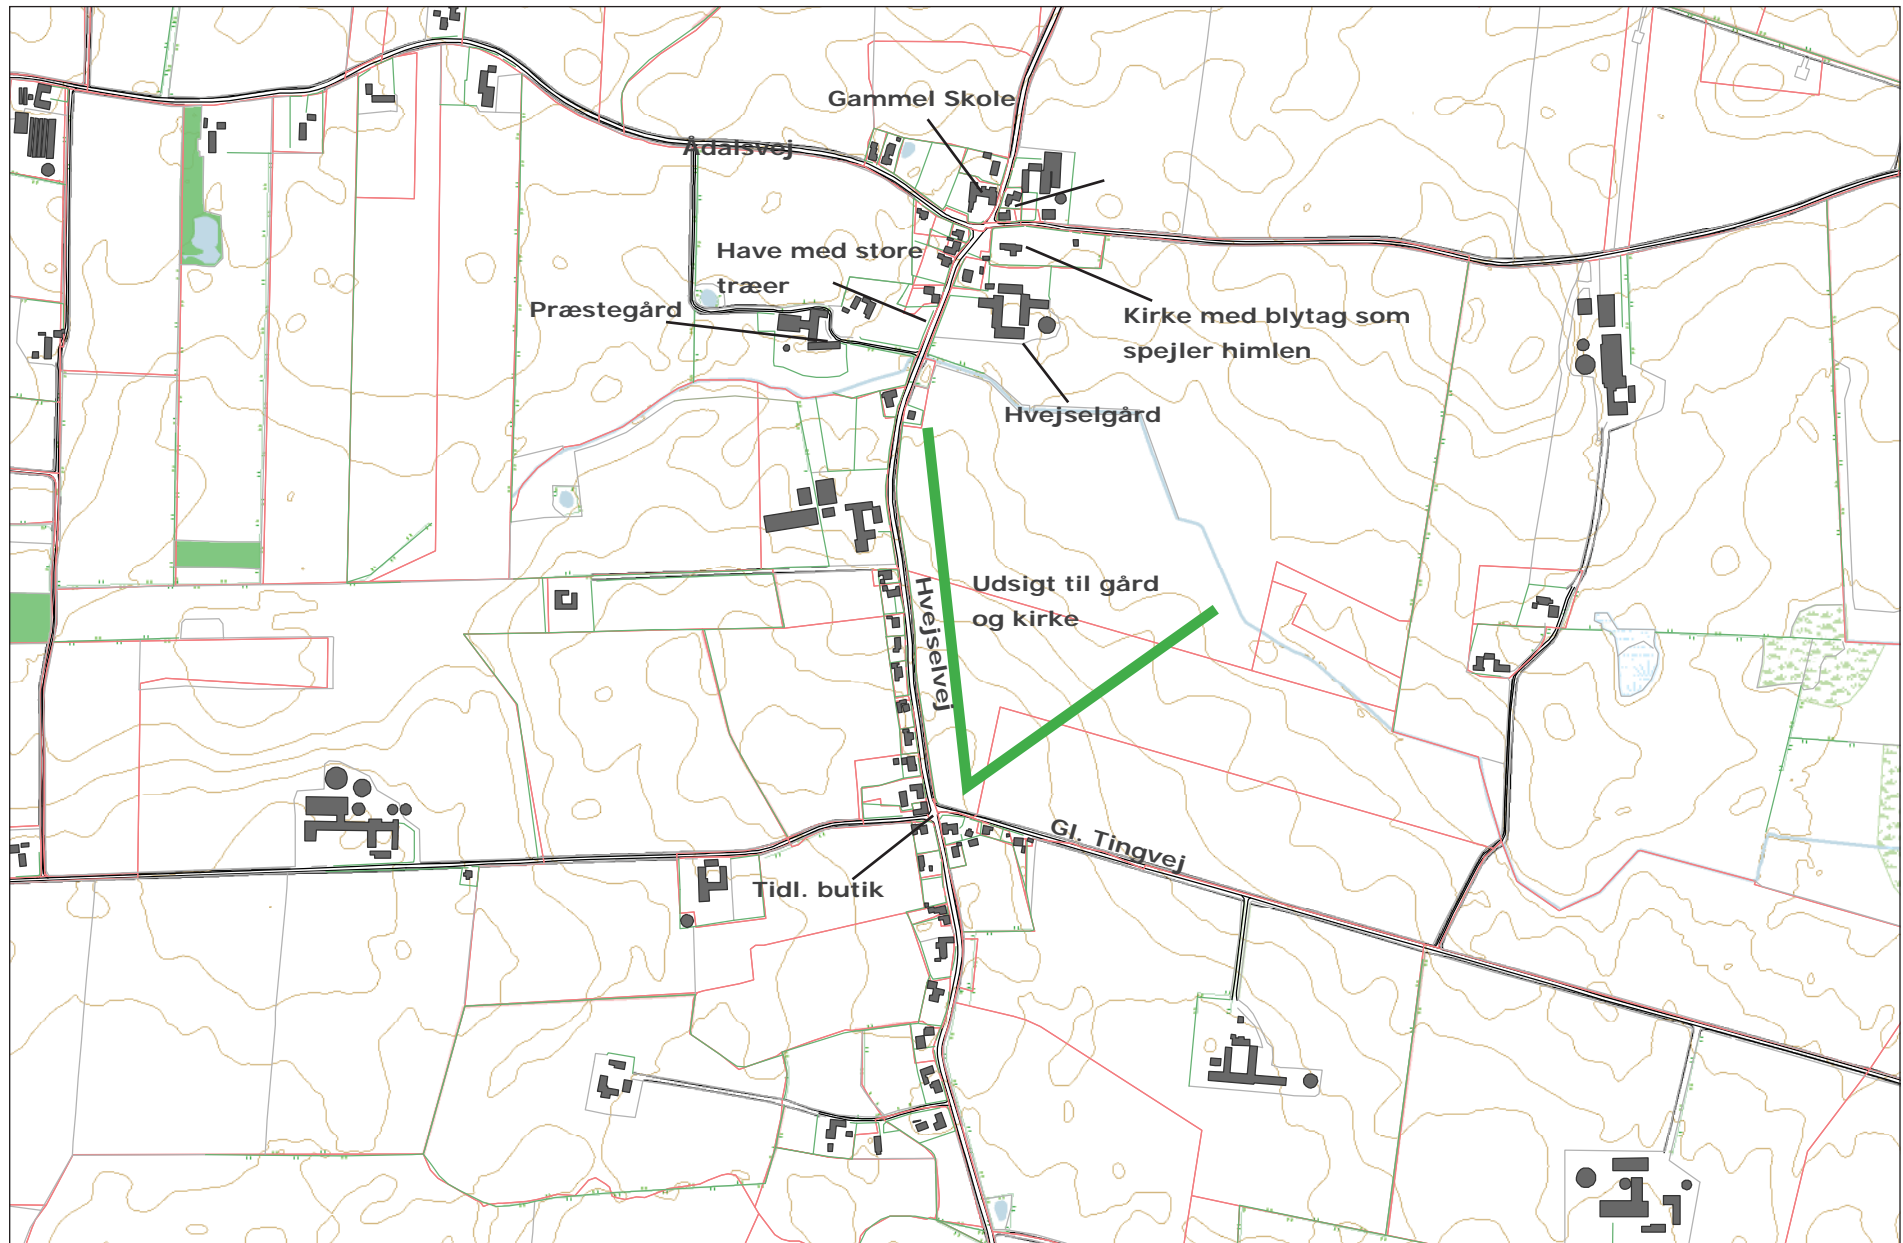 Gammel Skole
Ådalsvej
Have med store
træer
Præstegård
Kirke med blytag som
spejler himlen
Hvejselgård
Udsigt til gård
og kirke
Hvejselvej
Gl. Tingvej
Tidl. butik